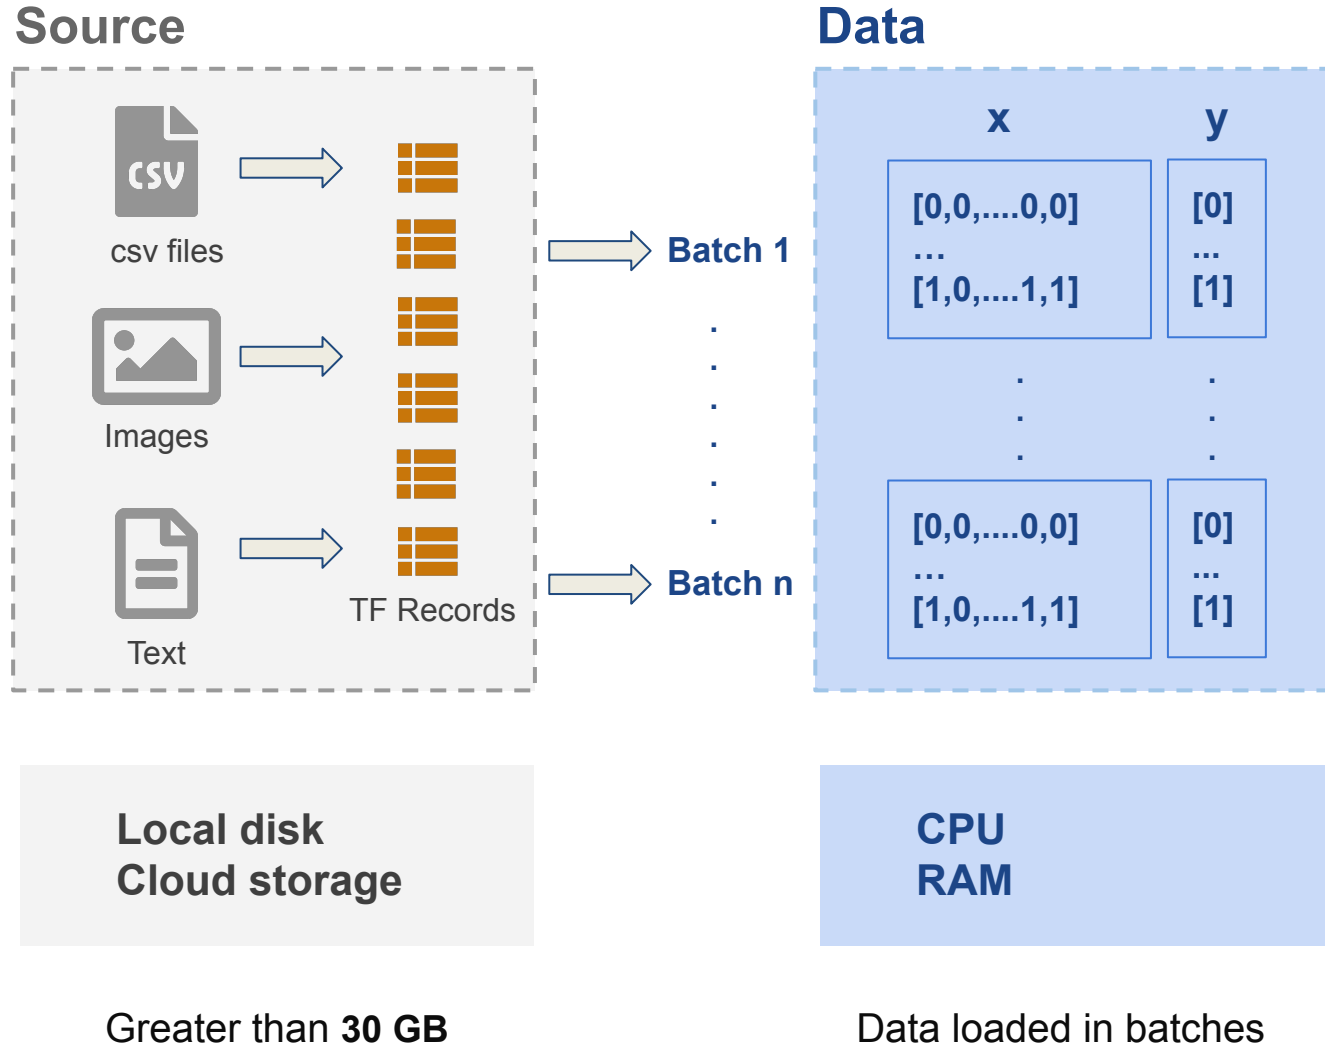 Source
CSV
csv files
Images
Text
TF Records
Batch 1
.
.
.
.
.
.
Batch n
Data
x y
[0,0,....0,0] [0]
... ...
[1,0,....1,1] [1]
. .
. .
. .
[0,0,....0,0] [0]
... ...
[1,0,....1,1] [1]
Local disk
Cloud storage
CPU
RAM
Greater than 30 GB
Data loaded in batches